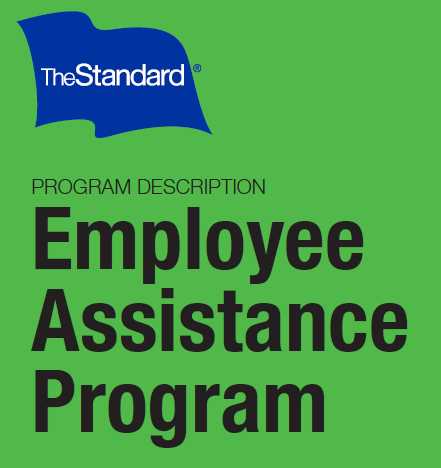 TheStandard®
PROGRAM DESCRIPTION
Employee
Assistance
Program